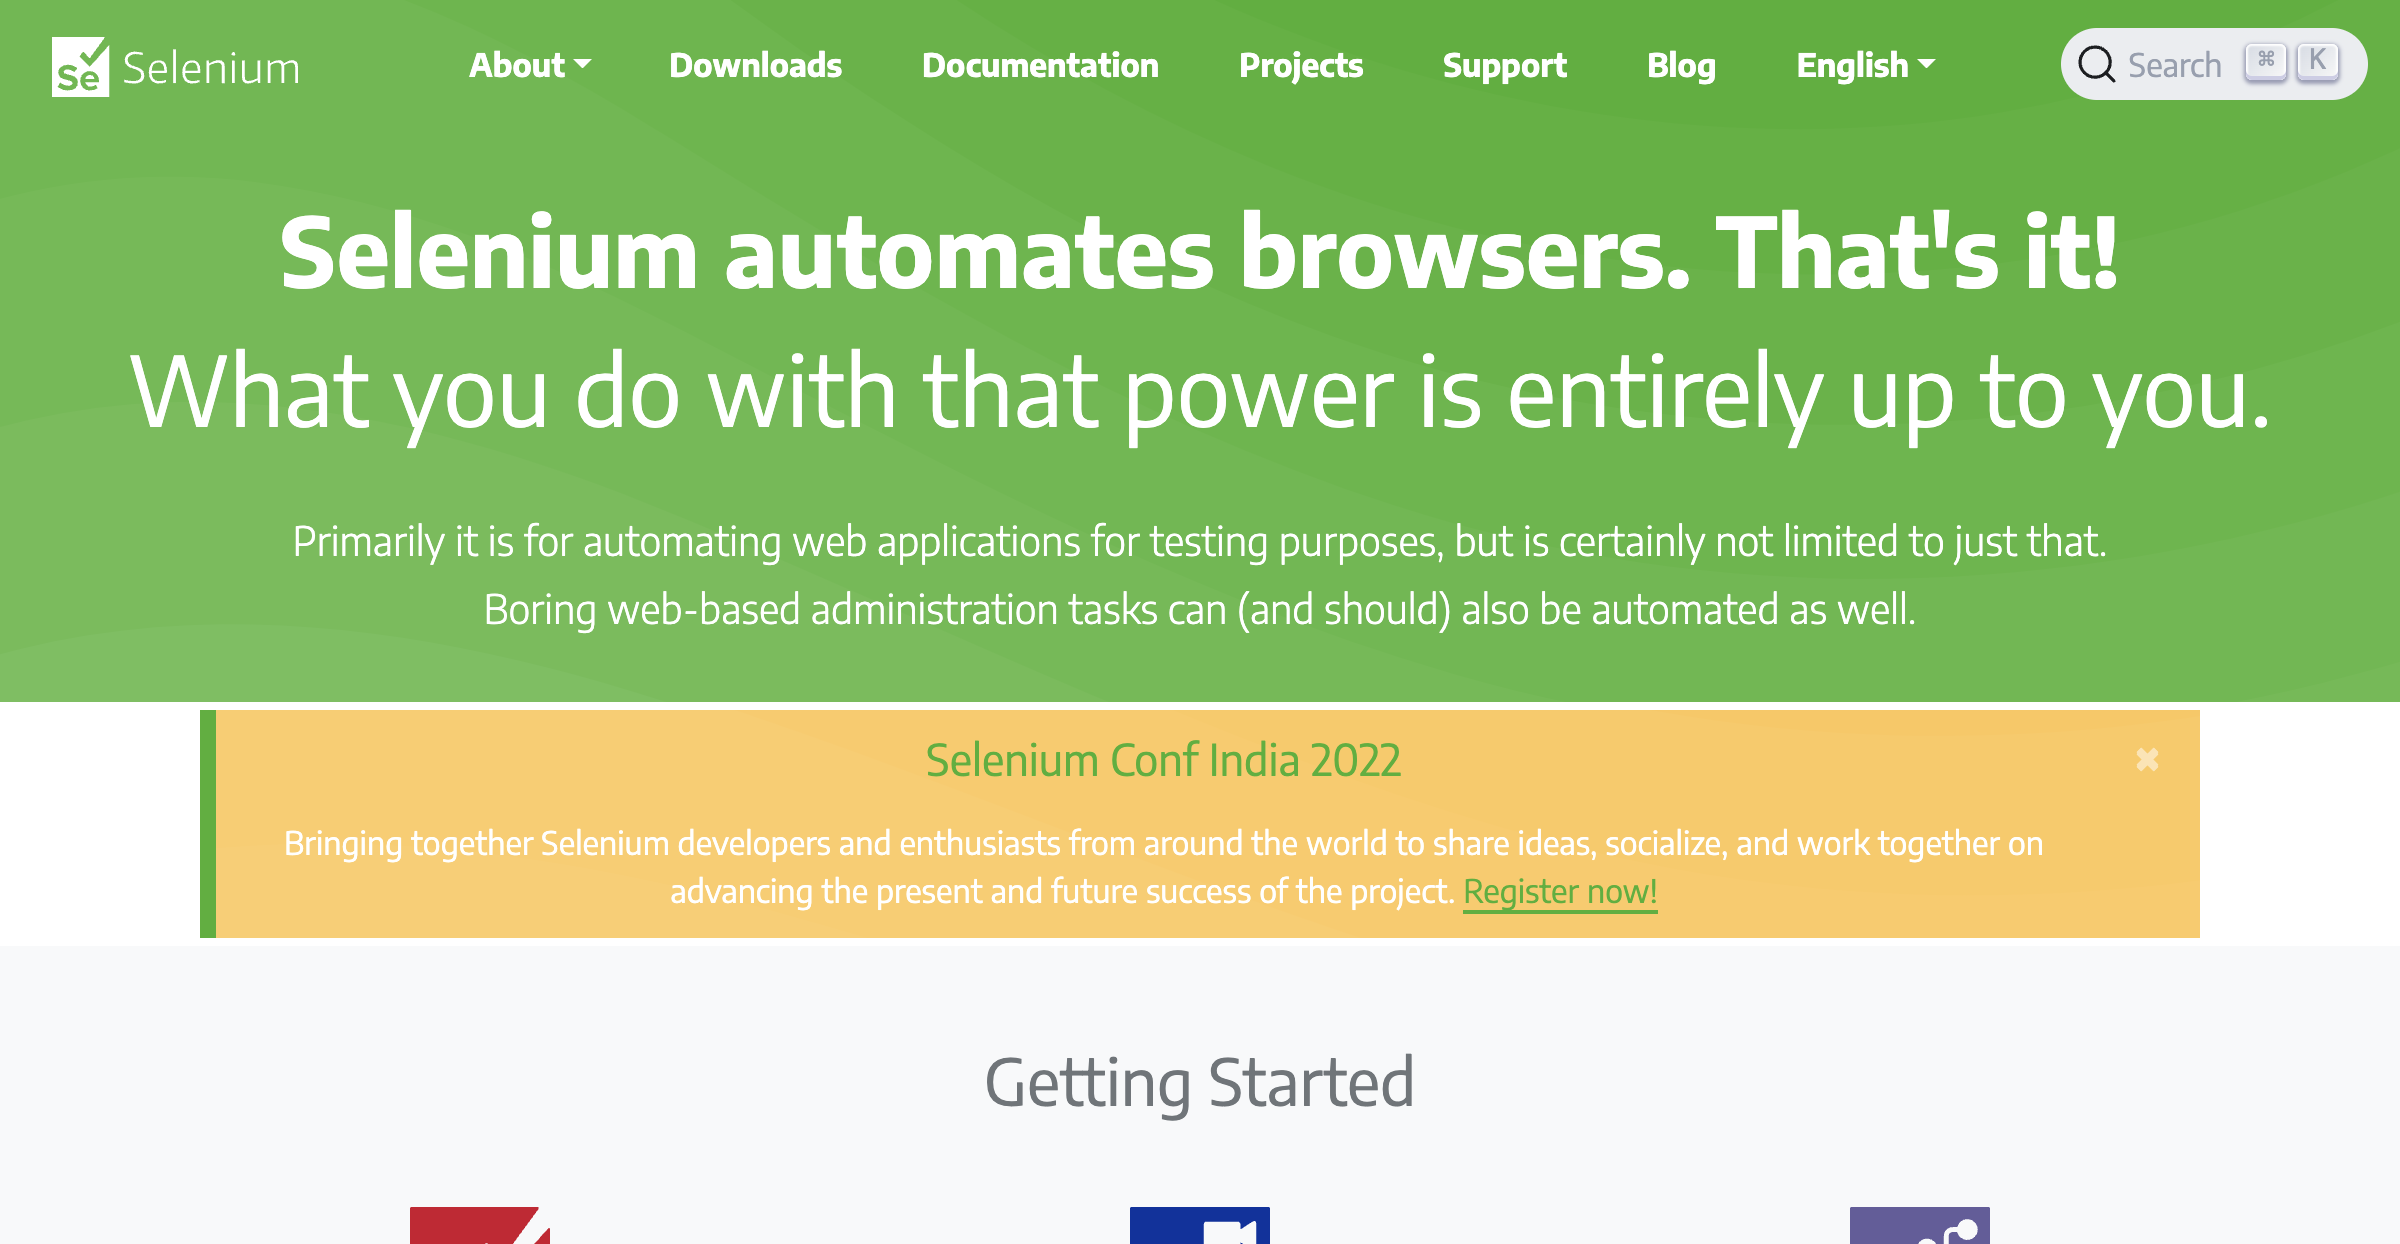 Se Selenium
About
Downloads
Documentation
Projects
Support
Blog
English
Search ⌘ K
Selenium automates browsers. That's it!
What you do with that power is entirely up to you.
Primarily it is for automating web applications for testing purposes, but is certainly not limited to just that.
Boring web-based administration tasks can (and should) also be automated as well.
Selenium Conf India 2022
Bringing together Selenium developers and enthusiasts from around the world to share ideas, socialize, and work together on
advancing the present and future success of the project. Register now!
Getting Started